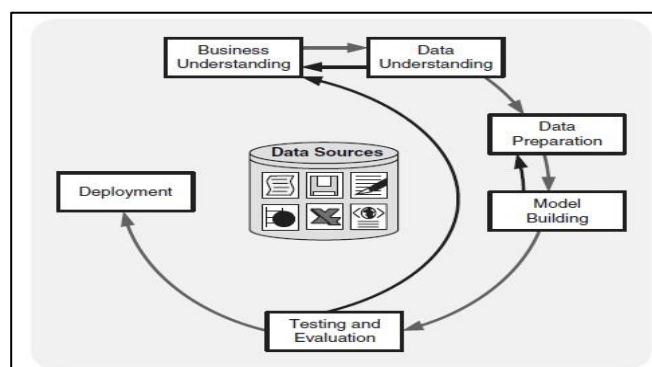 Business
Understanding
Data
Understanding
Data
Preparation
Data Sources
Deployment
Model
Building
Testing and
Evaluation